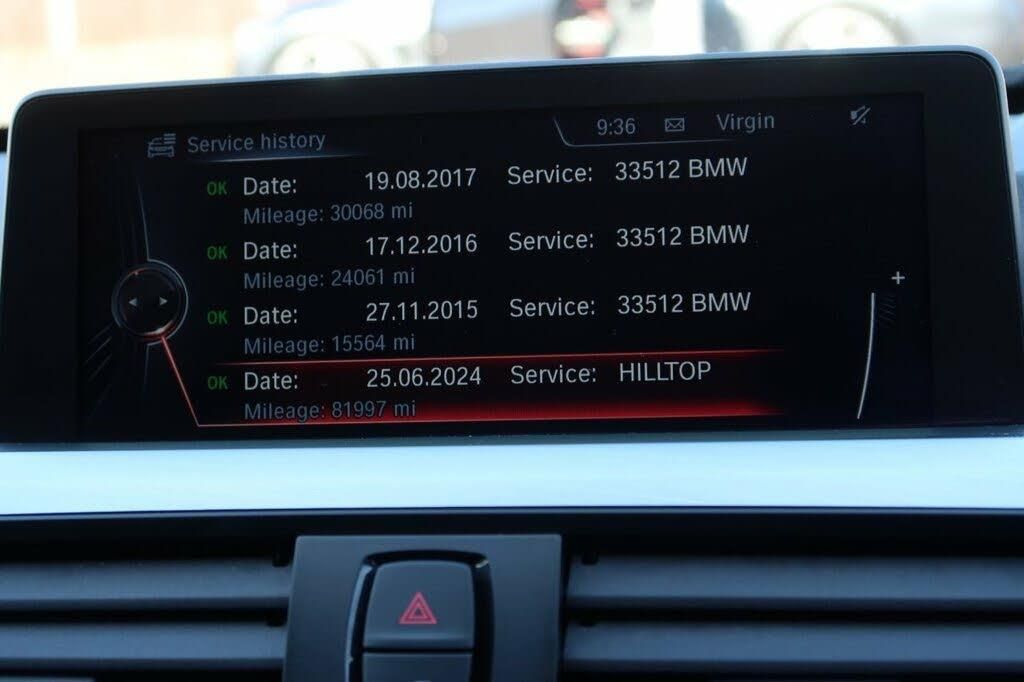 Service history 9:36 Virgin
OK Date: 19.08.2017 Service: 33512 BMW
Mileage: 30068 mi
OK Date: 17.12.2016 Service: 33512 BMW
Mileage: 24061 mi
OK Date: 27.11.2015 Service: 33512 BMW
Mileage: 15564 mi
OK Date: 25.06.2024 Service: HILLTOP
Mileage: 81997 mi